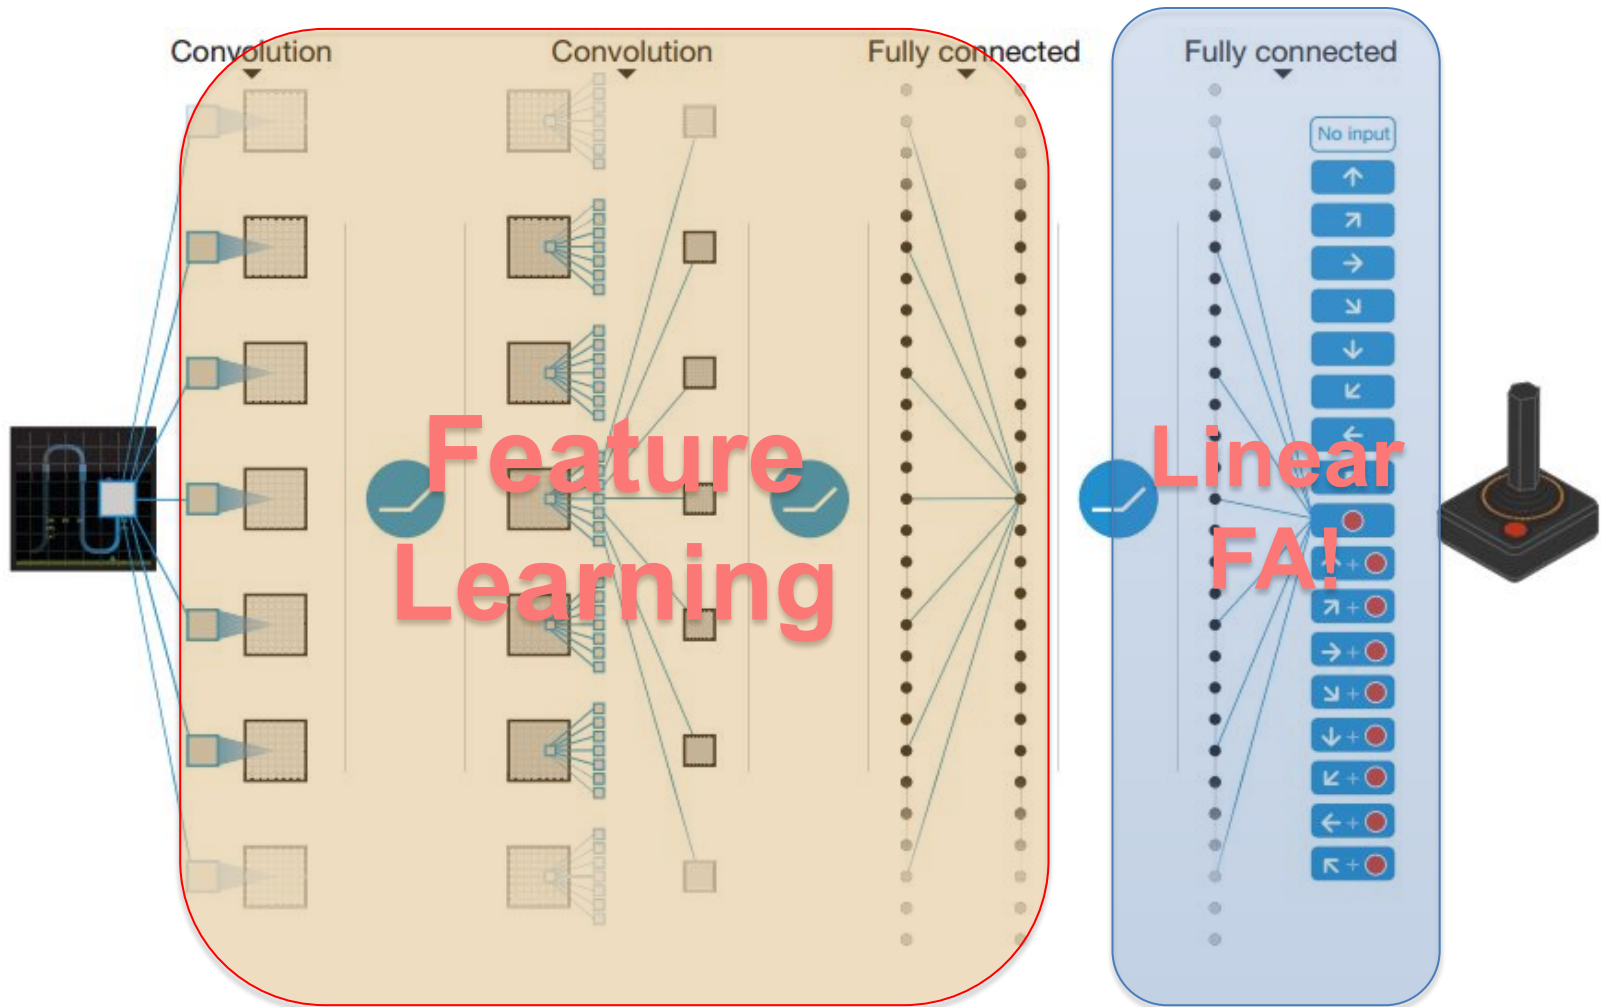 Convolution
Convolution
Fully connected
Fully connected
No input
Feature
Learning
Linear
FA!
+
+
+
+
+
+
+
+